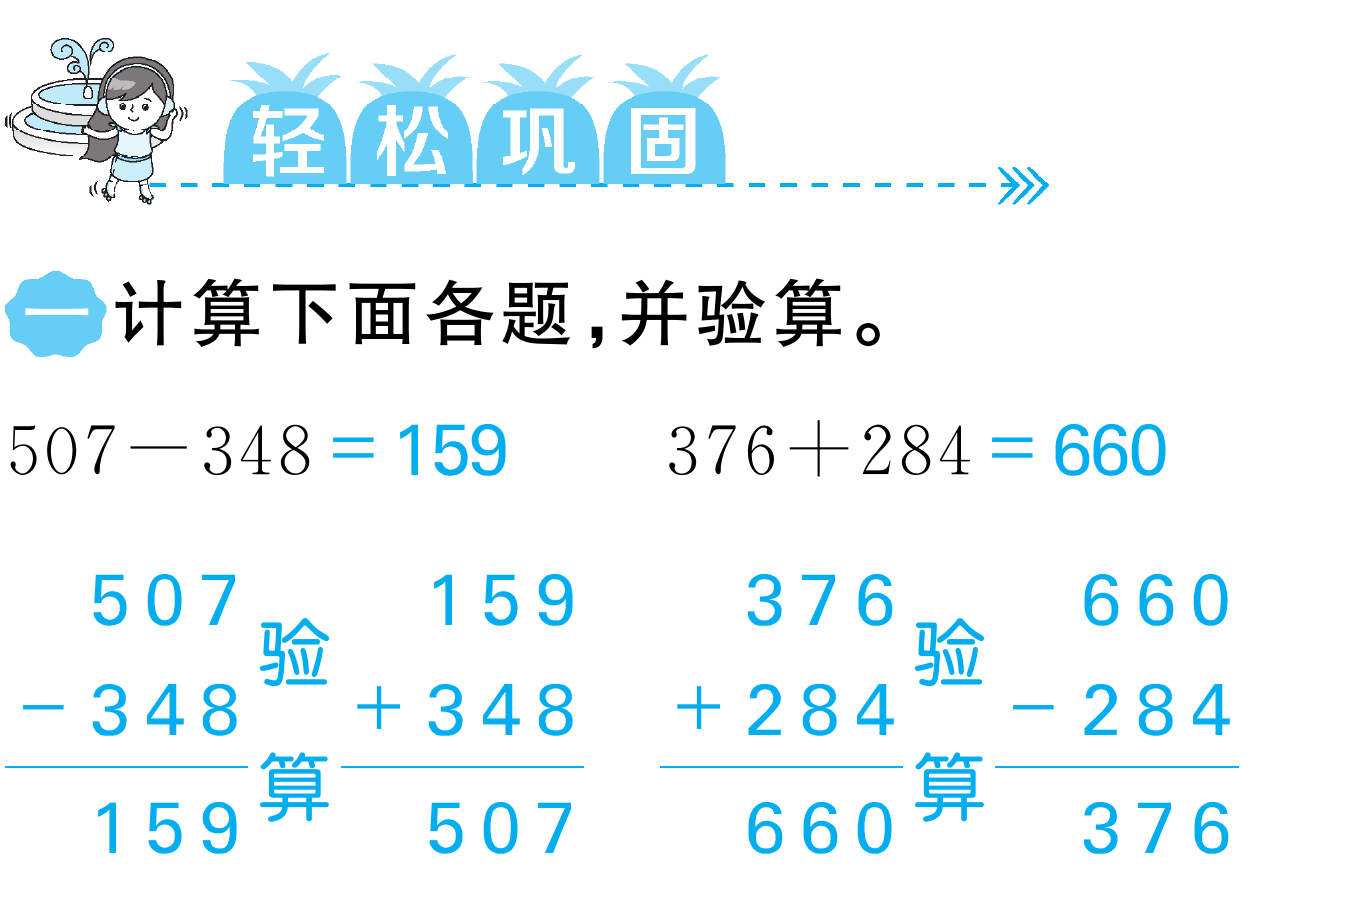 轻松巩固
一 计算下面各题,并验算。
507－348＝159 376＋284＝660
507 验 159 376 验 660
－348 ＋348 ＋284 －284
算 算
159 507 660 376